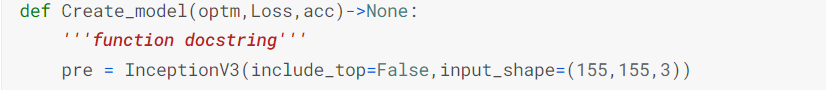 def Create_model(optm,Loss,acc)->None:
    '''function docstring'''
    pre = InceptionV3(include_top=False,input_shape=(155,155,3))